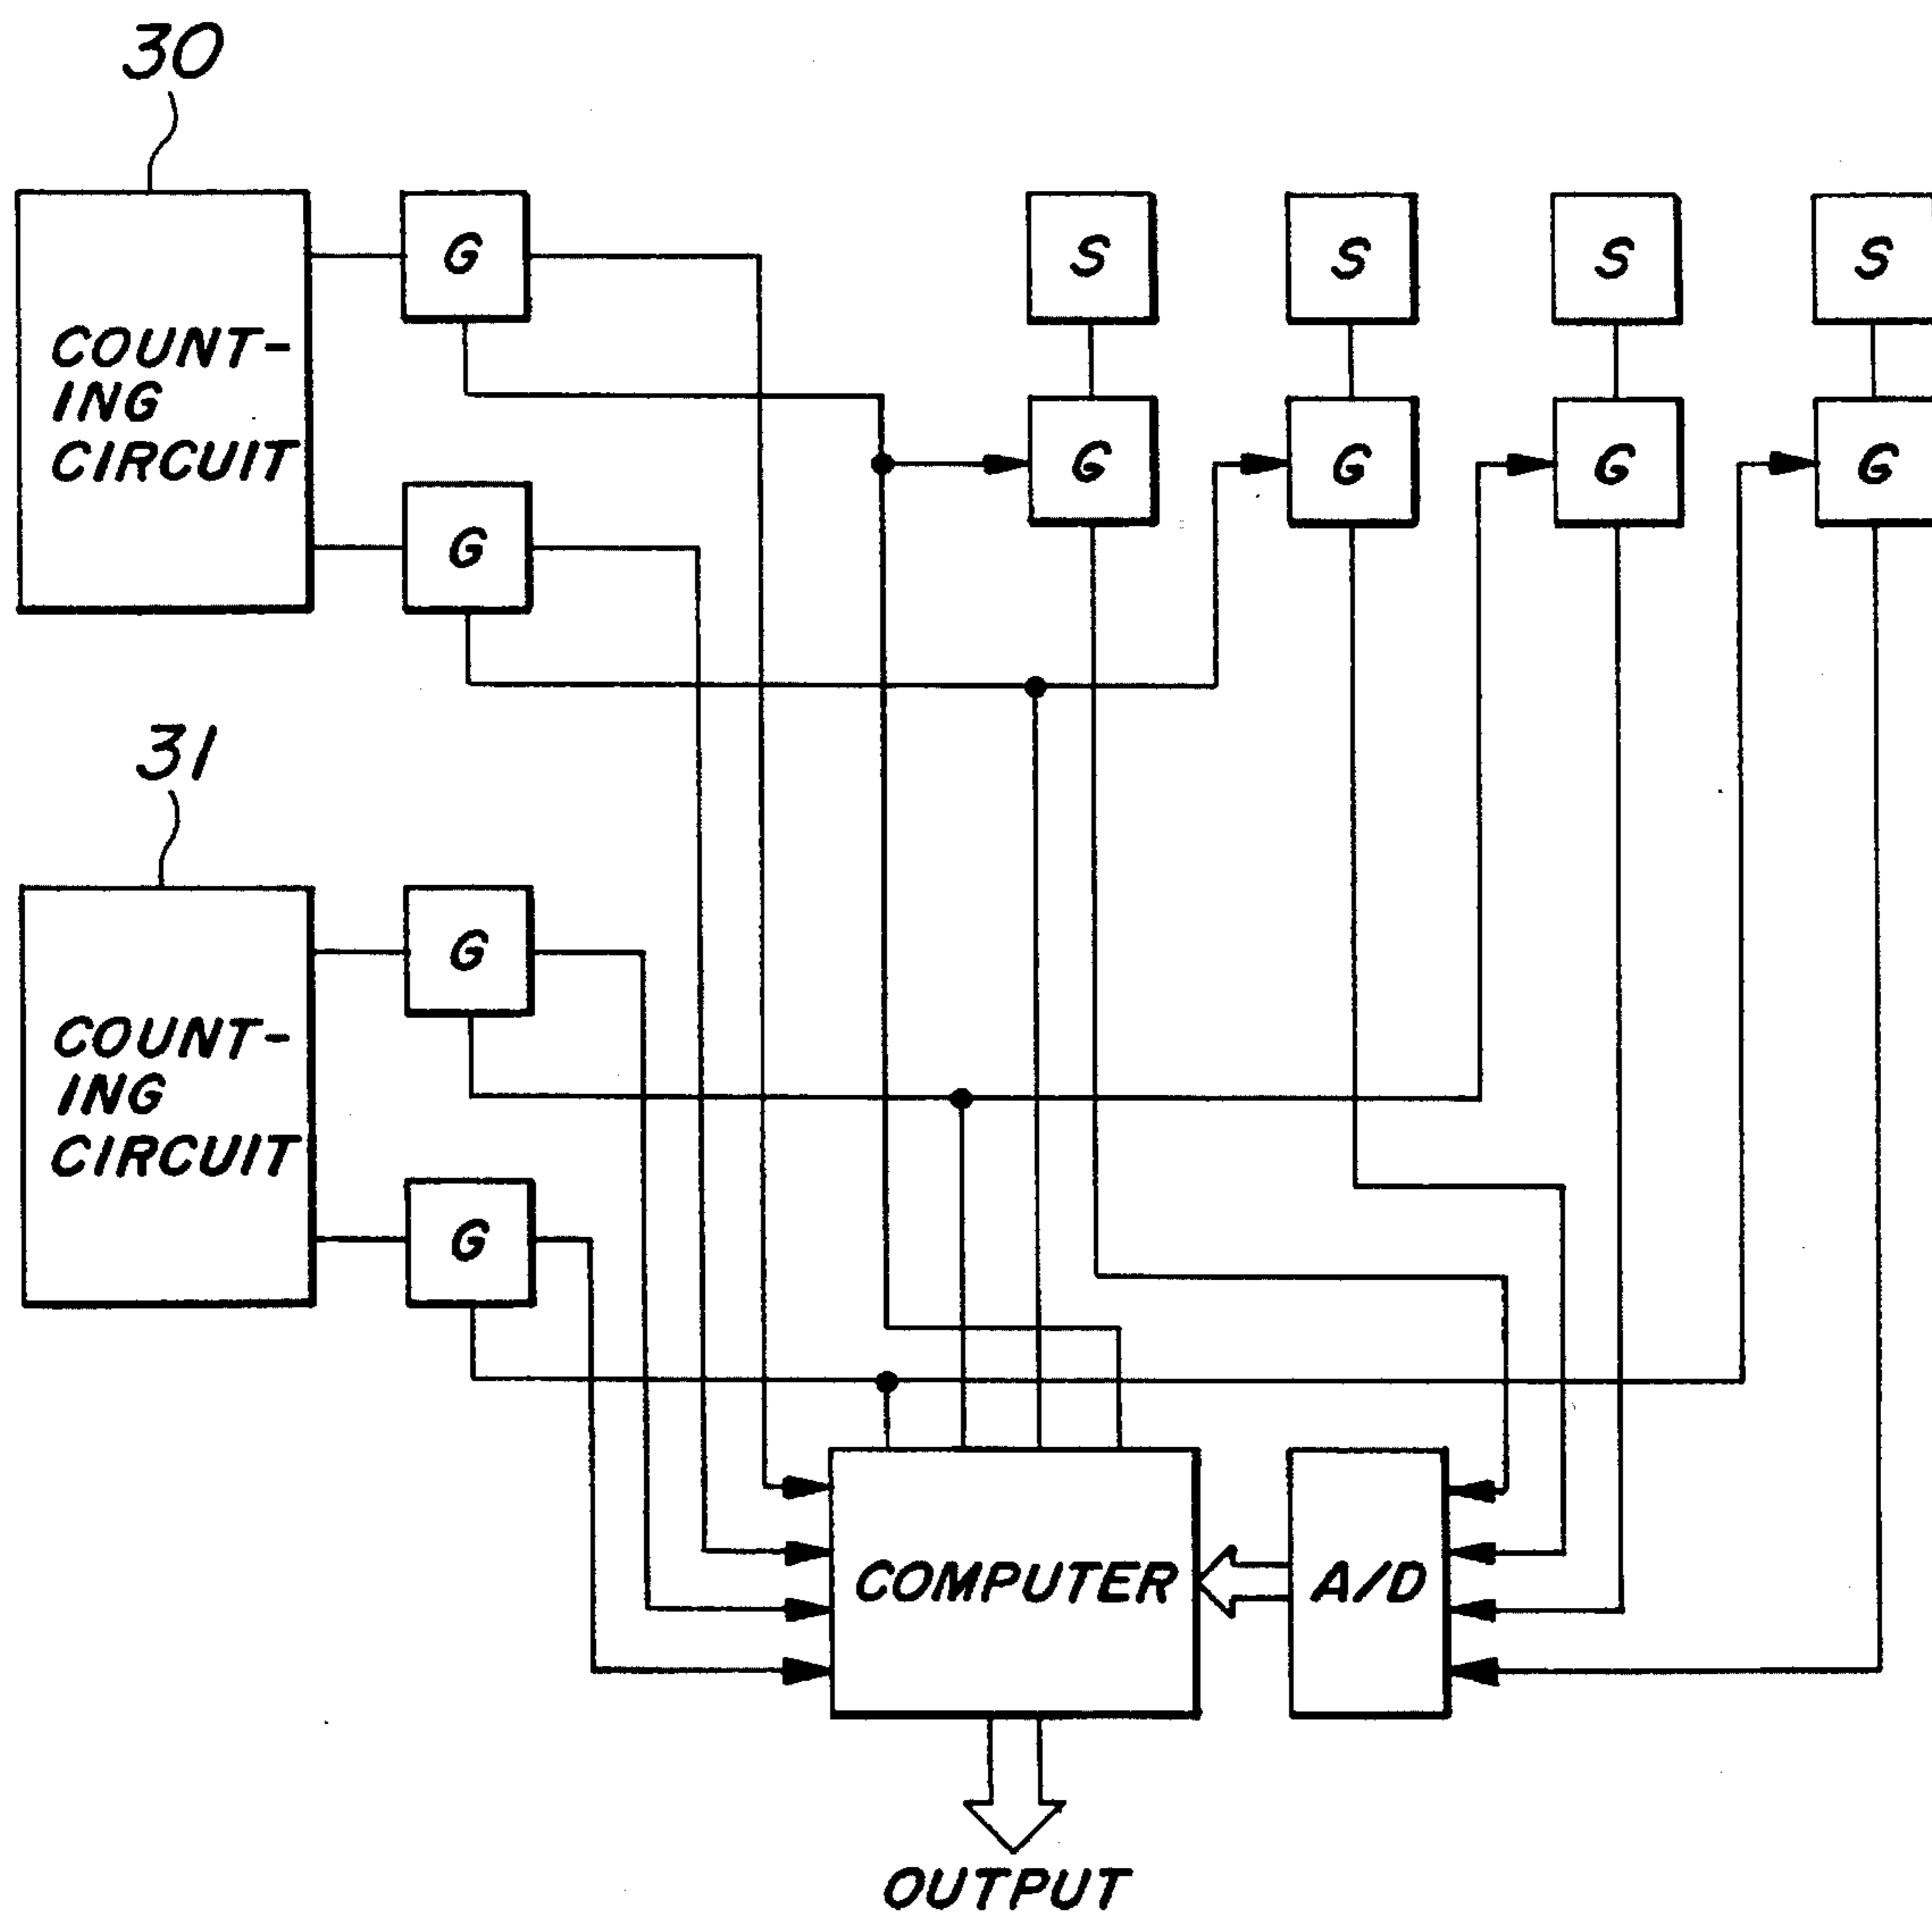 30
G
S
S
S
S
COUNT-
ING
CIRCUIT
G
G
G
G
G
31
G
COUNT-
ING
CIRCUIT
G
COMPUTER
A/D
OUTPUT